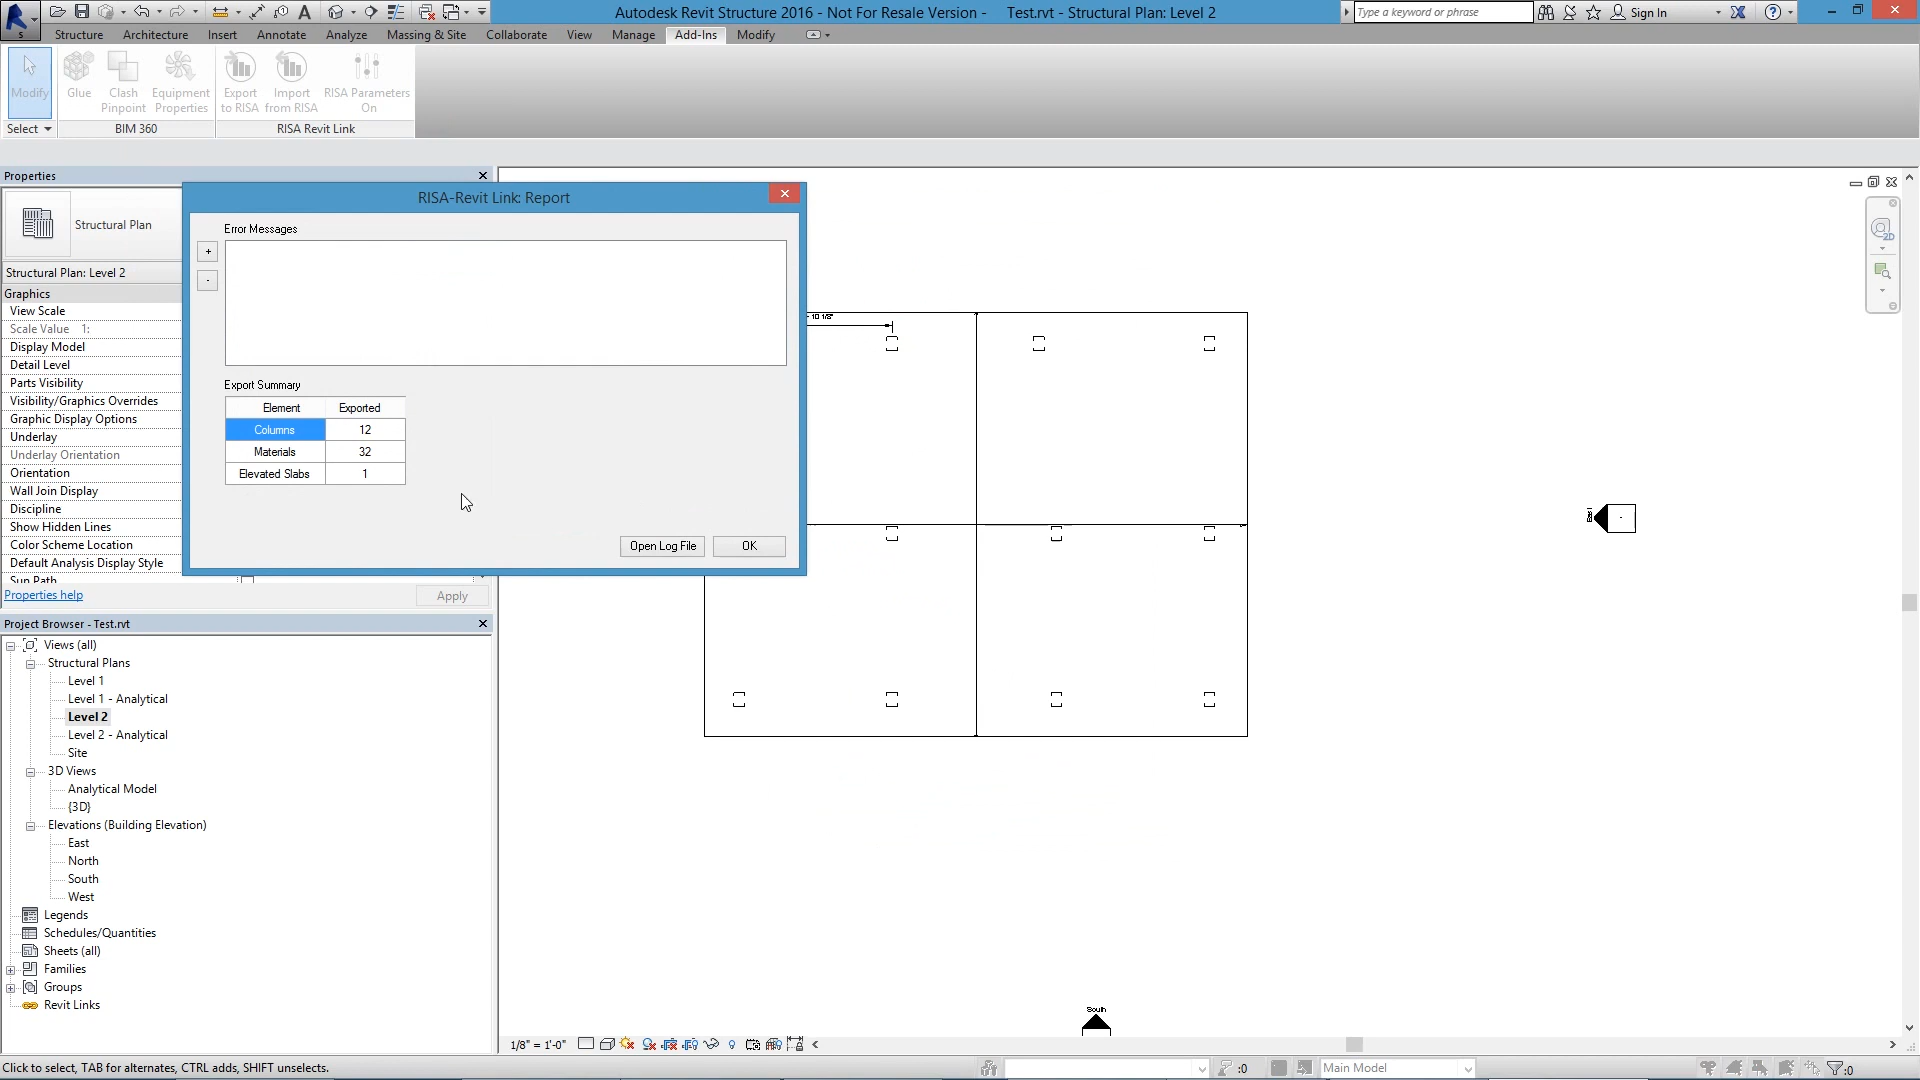 Autodesk Revit Structure 2016 - Not For Resale Version -     Test.rvt - Structural Plan: Level 2
Type a keyword or phrase
Sign In
S
Structure
Architecture
Insert
Annotate
Analyze
Massing & Site
Collaborate
View
Manage
Add-Ins
Modify
Modify
Glue
Clash Pinpoint
Equipment Properties
Export to RISA
Import from RISA
RISA Parameters On
Select
BIM 360
RISA Revit Link
Properties
Structural Plan
Structural Plan: Level 2
Graphics
View Scale
Scale Value    1:
Display Model
Detail Level
Parts Visibility
Visibility/Graphics Overrides
Graphic Display Options
Underlay
Underlay Orientation
Orientation
Wall Join Display
Discipline
Show Hidden Lines
Color Scheme Location
Default Analysis Display Style
Sun Path
Properties help
Apply
RISA-Revit Link: Report
Error Messages
+
-
Export Summary
Element Exported
Columns 12
Materials 32
Elevated Slabs 1
Open Log File
OK
- 10 1/8"
2D
East
South
Project Browser - Test.rvt
Views (all)
Structural Plans
Level 1
Level 1 - Analytical
Level 2
Level 2 - Analytical
Site
3D Views
Analytical Model
{3D}
Elevations (Building Elevation)
East
North
South
West
Legends
Schedules/Quantities
Sheets (all)
Families
Groups
Revit Links
1/8" = 1'-0"
Click to select, TAB for alternates, CTRL adds, SHIFT unselects.
:0
Main Model
:0